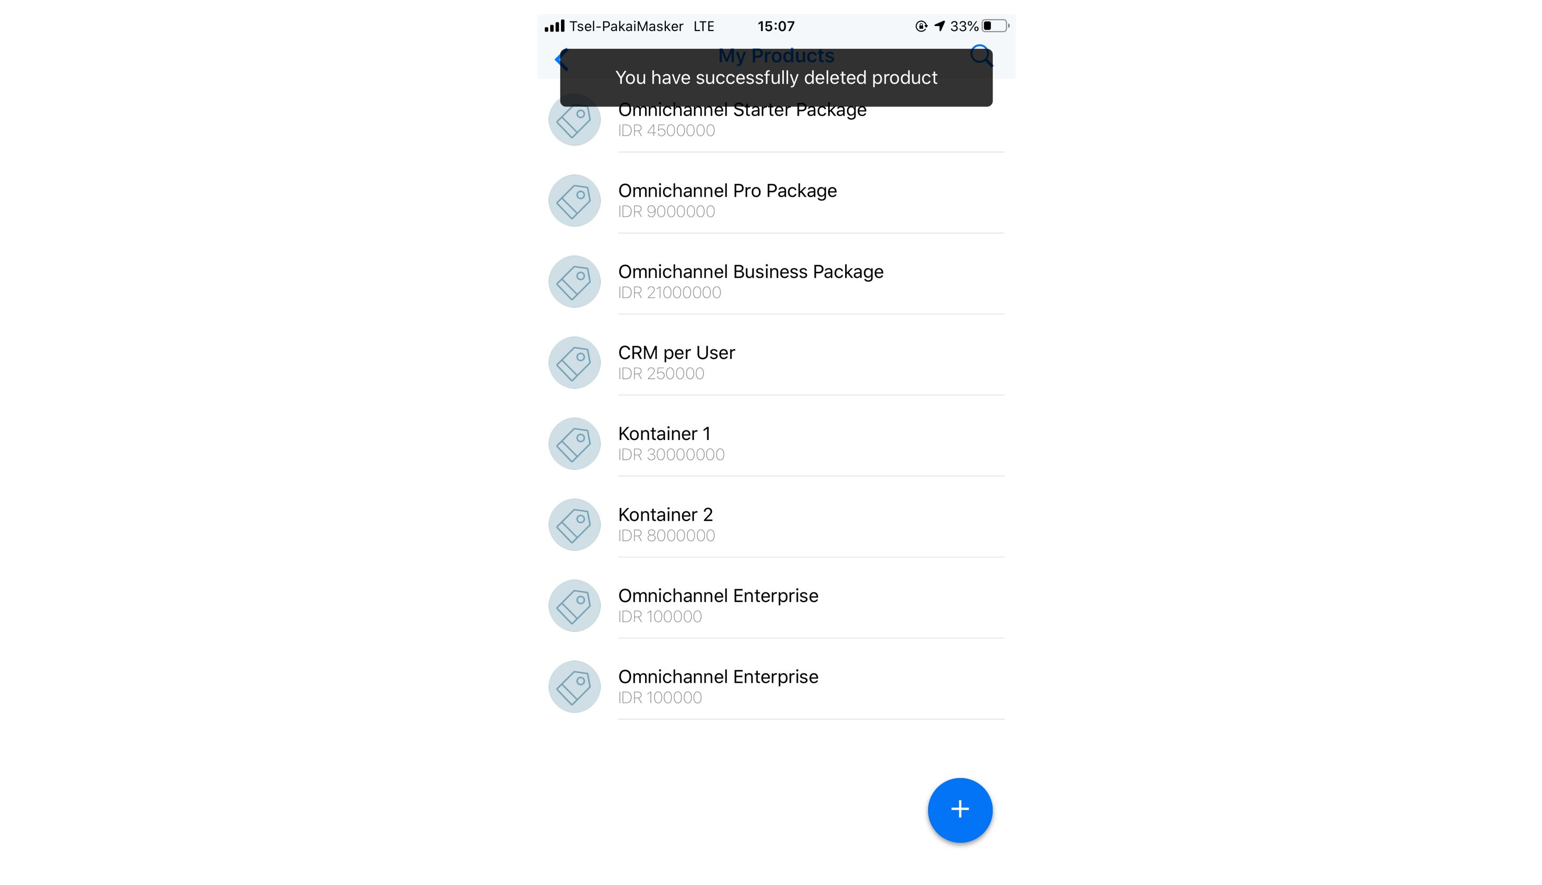 Tsel-PakaiMasker LTE 15:07 33%
My Products
You have successfully deleted product
Omnichannel Starter Package
IDR 4500000
Omnichannel Pro Package
IDR 9000000
Omnichannel Business Package
IDR 21000000
CRM per User
IDR 250000
Kontainer 1
IDR 30000000
Kontainer 2
IDR 8000000
Omnichannel Enterprise
IDR 100000
Omnichannel Enterprise
IDR 100000